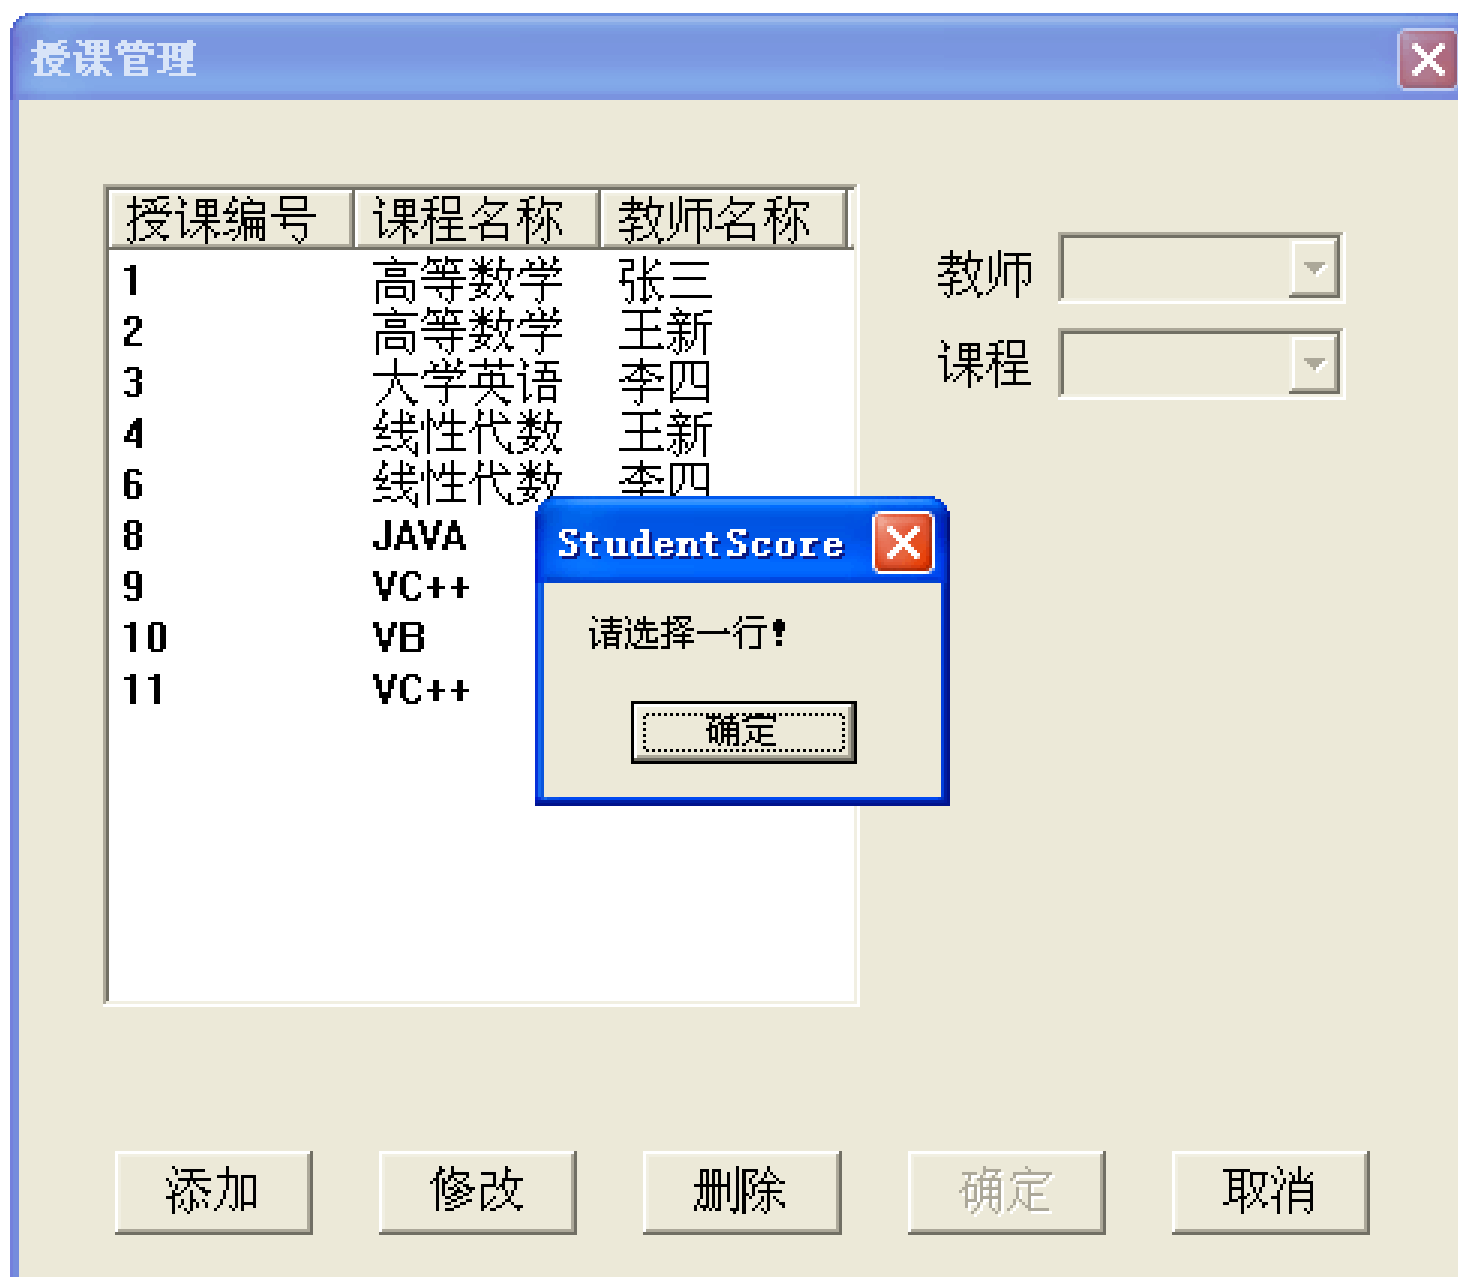 授课管理
授课编号 课程名称 教师名称
1 高等数学 张三
2 高等数学 王新
3 大学英语 李四
4 线性代数 王新
6 线性代数 李四
8 JAVA
9 VC++
10 VB
11 VC++
教师
课程
StudentScore
请选择一行!
确定
添加 修改 删除 确定 取消